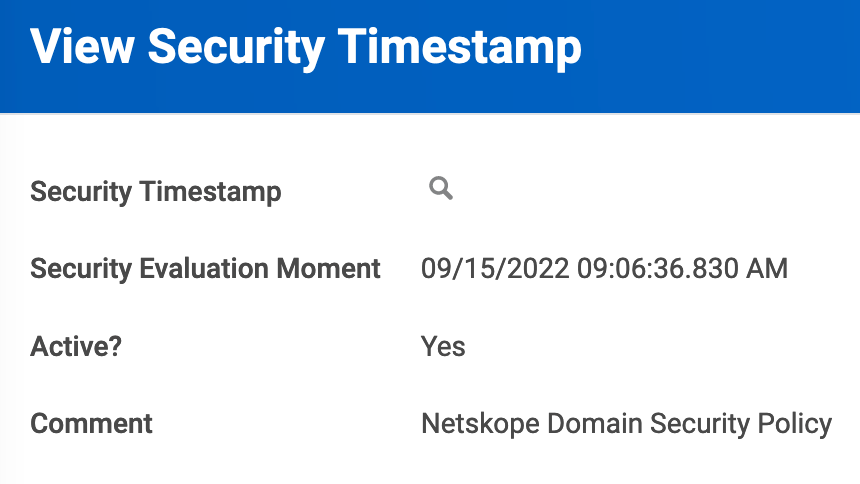 View Security Timestamp
Security Timestamp
Security Evaluation Moment 09/15/2022 09:06:36.830 AM
Active? Yes
Comment Netskope Domain Security Policy